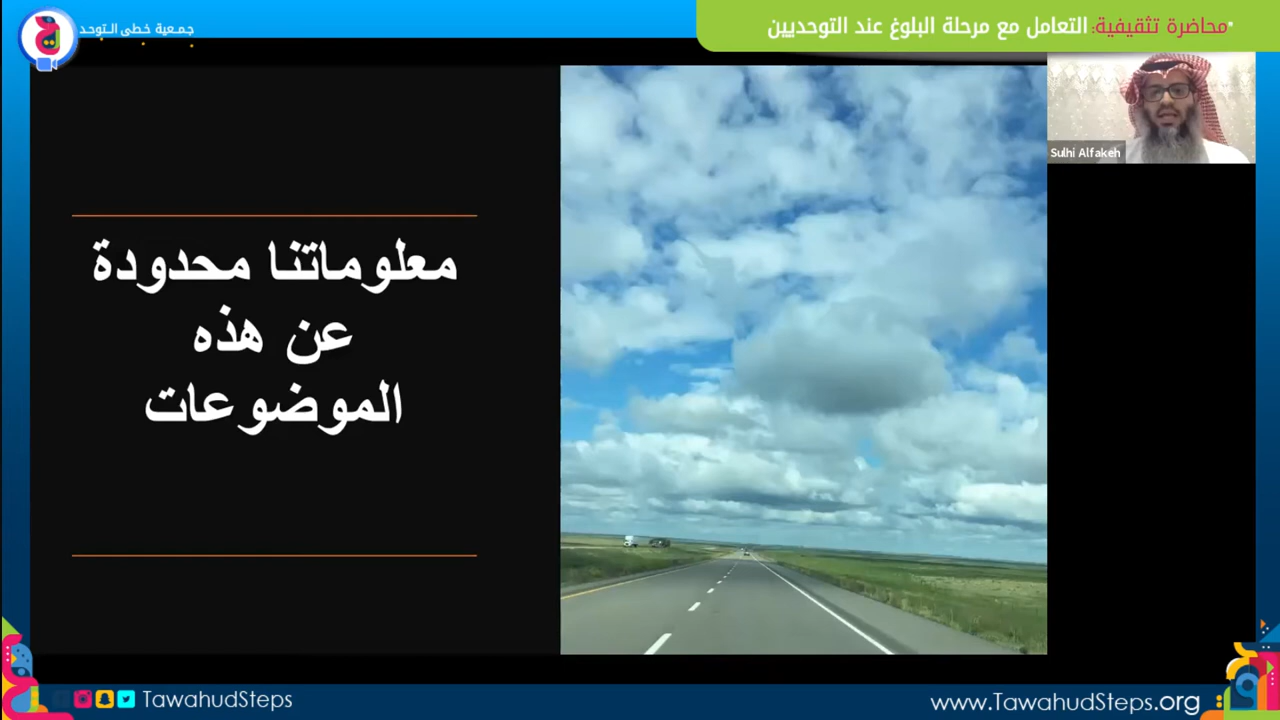 •محاضرة تثقيفية: التعامل مع مرحلة البلوغ عند التوحديين
جمعية خطى التوحد
Sulhi Alfakeh
معلوماتنا محدودة
عن هذه
الموضوعات
TawahudSteps
www.TawahudSteps.org